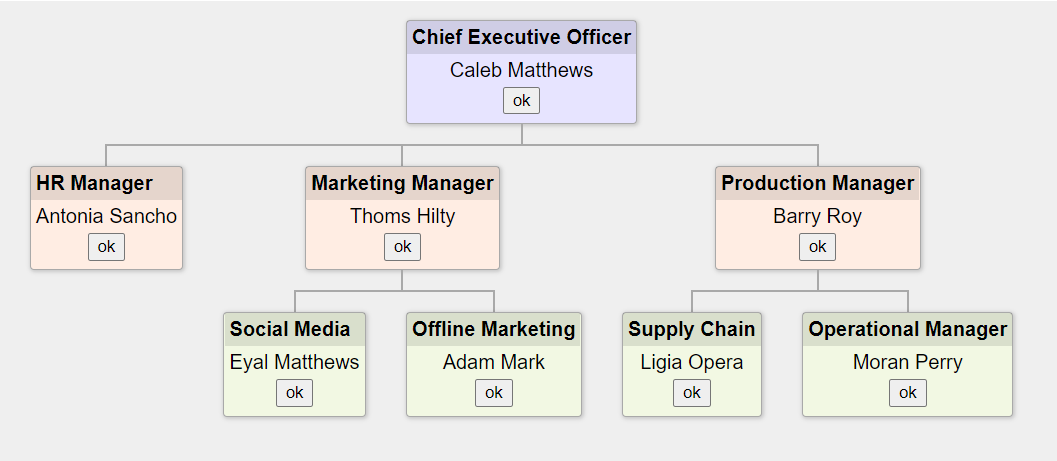 Chief Executive Officer
Caleb Matthews
ok
HR Manager
Antonia Sancho
ok
Marketing Manager
Thoms Hilty
ok
Production Manager
Barry Roy
ok
Social Media
Eyal Matthews
ok
Offline Marketing
Adam Mark
ok
Supply Chain
Ligia Opera
ok
Operational Manager
Moran Perry
ok